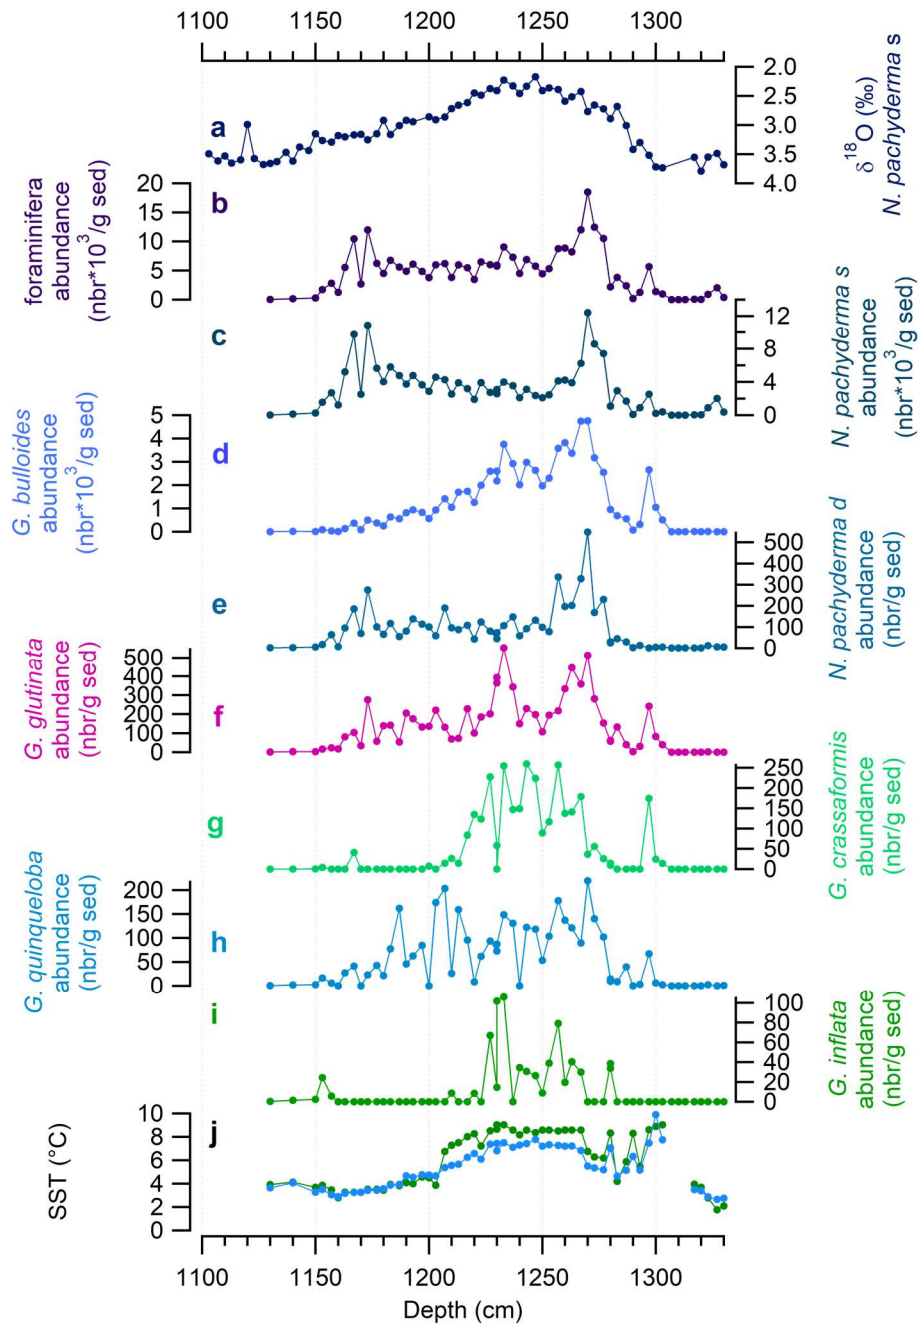 1100 1150 1200 1250 1300
a
2.0
2.5
3.0
3.5
4.0
δ18O (‰)
N. pachyderma s
b
20
15
10
5
0
foraminifera
abundance
(nbr*10³/g sed)
c
12
8
4
0
N. pachyderma s
abundance
(nbr*10³/g sed)
d
5
4
3
2
1
0
G. bulloides
abundance
(nbr*10³/g sed)
e
500
400
300
200
100
0
N. pachyderma d
abundance
(nbr/g sed)
f
500
400
300
200
100
0
G. glutinata
abundance
(nbr/g sed)
g
250
200
150
100
50
0
G. crassaformis
abundance
(nbr/g sed)
h
200
150
100
50
0
G. quinqueloba
abundance
(nbr/g sed)
i
100
80
60
40
20
0
G. inflata
abundance
(nbr/g sed)
j
10
8
6
4
2
0
SST (°C)
1100 1150 1200 1250 1300
Depth (cm)